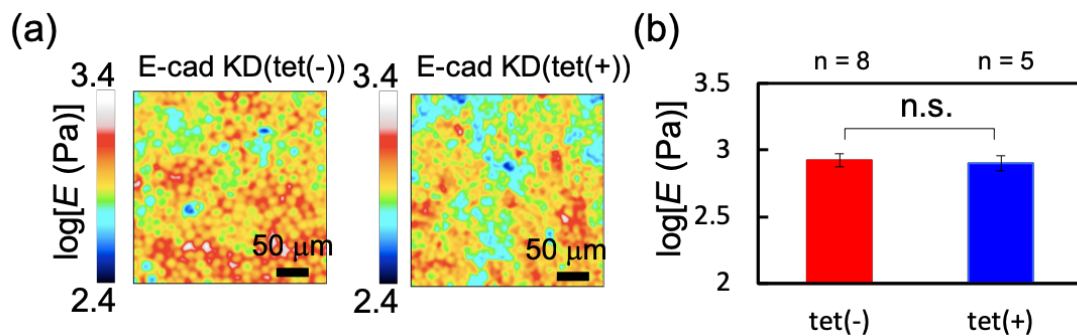 (a)
E-cad KD(tet(-))
E-cad KD(tet(+))
3.4
3.4
log[E (Pa)]
50 μm
50 μm
2.4
2.4
(b)
n = 8
n = 5
3.5
n.s.
3
log[E (Pa)]
2.5
2
tet(-)
tet(+)